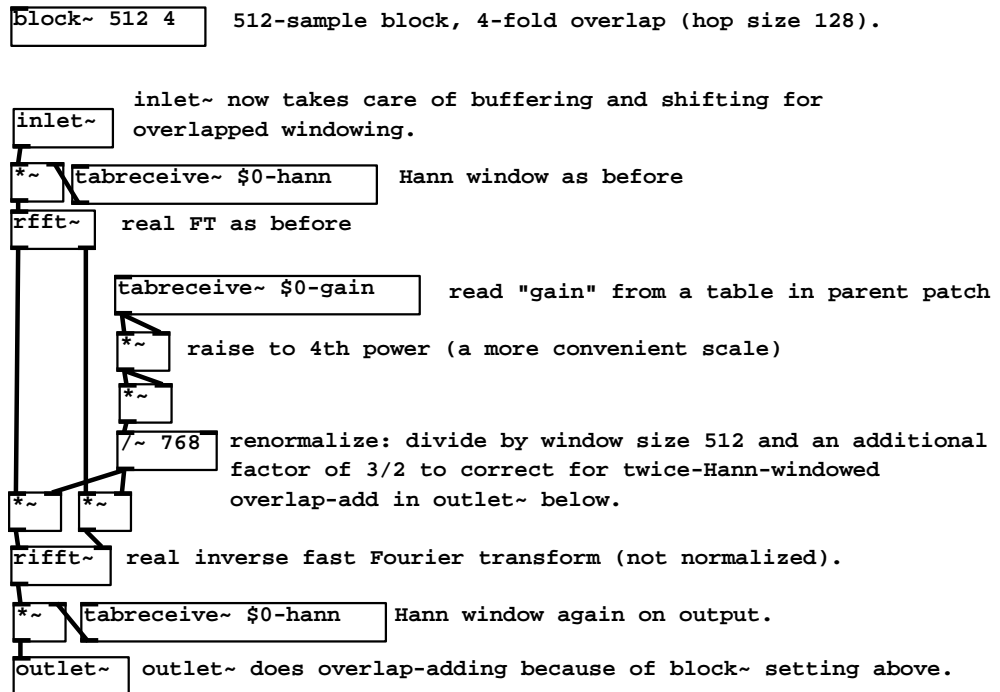 block~ 512 4 512-sample block, 4-fold overlap (hop size 128).
inlet~ now takes care of buffering and shifting for
inlet~
overlapped windowing.
*~ tabreceive~ $0-hann Hann window as before
rfft~ real FT as before
tabreceive~ $0-gain read "gain" from a table in parent patch
*~ raise to 4th power (a more convenient scale)
*~
/~ 768 renormalize: divide by window size 512 and an additional
factor of 3/2 to correct for twice-Hann-windowed
*~ *~ overlap-add in outlet~ below.
rifft~ real inverse fast Fourier transform (not normalized).
*~ tabreceive~ $0-hann Hann window again on output.
outlet~ outlet~ does overlap-adding because of block~ setting above.